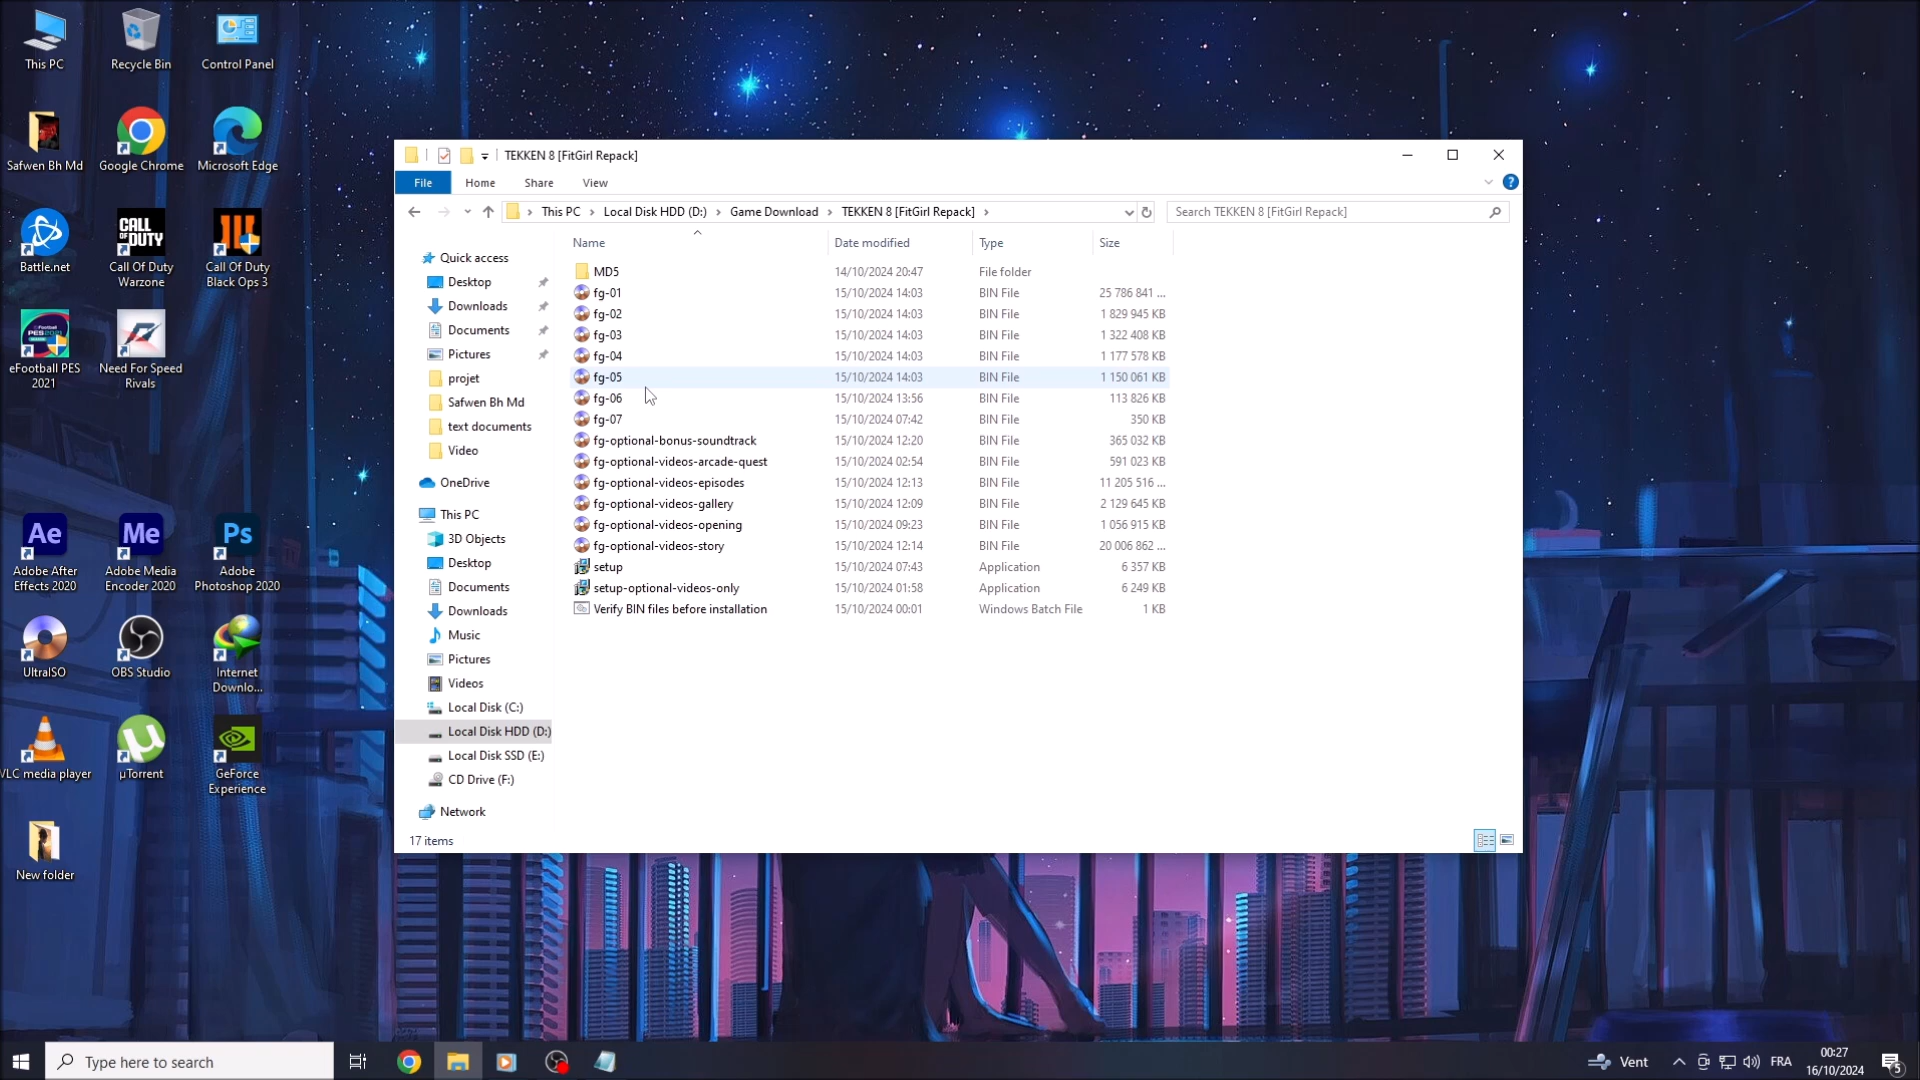 This PC
Recycle Bin
Control Panel
Safwen Bh Md
Google Chrome
Microsoft Edge
CALL OF DUTY
Battle.net
Call Of Duty
Warzone
Call Of Duty
Black Ops 3
eFootball
PES2021
eFootball PES
2021
Need For Speed
Rivals
Ae
Me
Ps
Adobe After
Effects 2020
Adobe Media
Encoder 2020
Adobe
Photoshop 2020
UltraISO
OBS Studio
Internet
Downlo...
VLC media player
µTorrent
GeForce
Experience
New folder
TEKKEN 8 [FitGirl Repack]
File
Home
Share
View
This PC
Local Disk HDD (D:)
Game Download
TEKKEN 8 [FitGirl Repack]
Search TEKKEN 8 [FitGirl Repack]
Quick access
Desktop
Downloads
Documents
Pictures
projet
Safwen Bh Md
text documents
Video
OneDrive
This PC
3D Objects
Desktop
Documents
Downloads
Music
Pictures
Videos
Local Disk (C:)
Local Disk HDD (D:)
Local Disk SSD (E:)
CD Drive (F:)
Network
Name Date modified Type Size
MD5 14/10/2024 20:47 File folder
fg-01 15/10/2024 14:03 BIN File 25 786 841 ...
fg-02 15/10/2024 14:03 BIN File 1 829 945 KB
fg-03 15/10/2024 14:03 BIN File 1 322 408 KB
fg-04 15/10/2024 14:03 BIN File 1 177 578 KB
fg-05 15/10/2024 14:03 BIN File 1 150 061 KB
fg-06 15/10/2024 13:56 BIN File 113 826 KB
fg-07 15/10/2024 07:42 BIN File 350 KB
fg-optional-bonus-soundtrack 15/10/2024 12:20 BIN File 365 032 KB
fg-optional-videos-arcade-quest 15/10/2024 02:54 BIN File 591 023 KB
fg-optional-videos-episodes 15/10/2024 12:13 BIN File 11 205 516 ...
fg-optional-videos-gallery 15/10/2024 12:09 BIN File 2 129 645 KB
fg-optional-videos-opening 15/10/2024 09:23 BIN File 1 056 915 KB
fg-optional-videos-story 15/10/2024 12:14 BIN File 20 006 862 ...
setup 15/10/2024 07:43 Application 6 357 KB
setup-optional-videos-only 15/10/2024 01:58 Application 6 249 KB
Verify BIN files before installation 15/10/2024 00:01 Windows Batch File 1 KB
17 items
Type here to search
Vent
FRA
00:27
16/10/2024
5